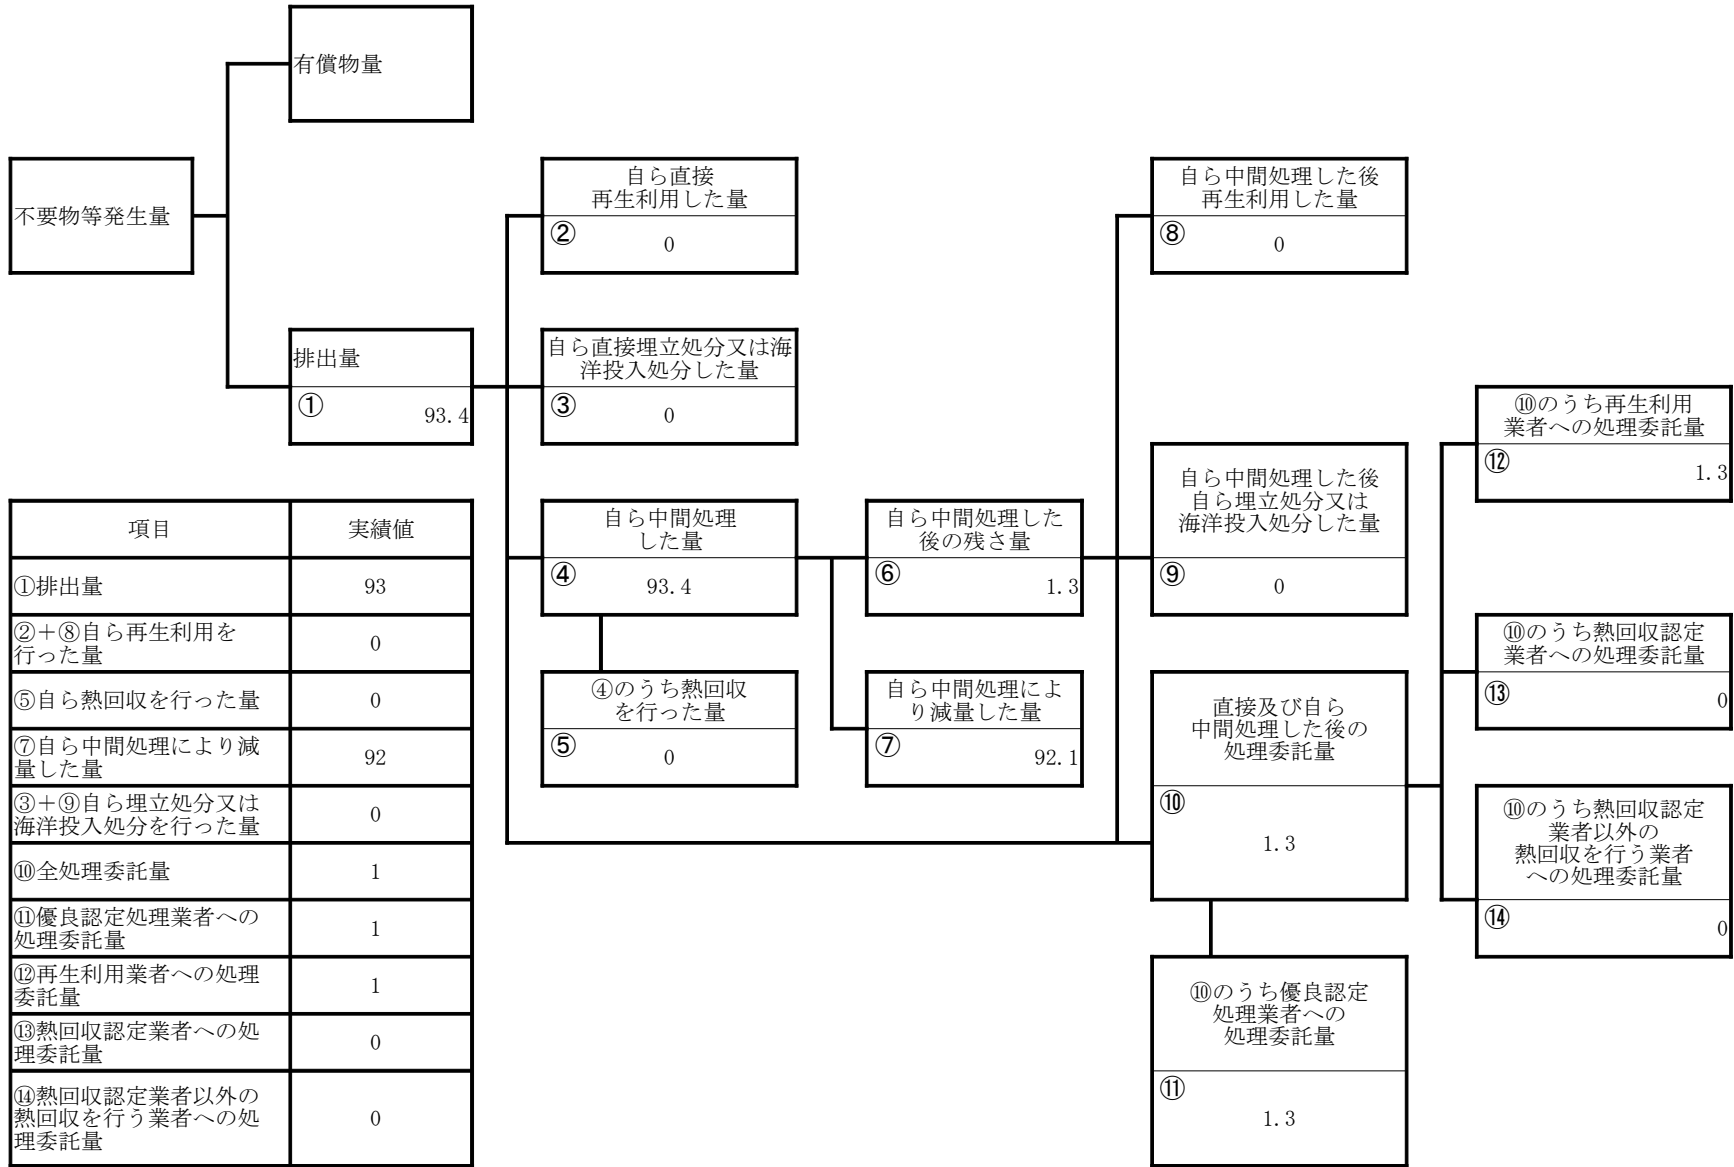 有償物量
不要物等発生量
自ら直接
再生利用した量
②
0
自ら中間処理した後
再生利用した量
⑧
0
排出量
①
93.4
自ら直接埋立処分又は海
洋投入処分した量
③
0
⑩のうち再生利用
業者への処理委託量
⑫
1.3
自ら中間処理
した量
④
93.4
自ら中間処理した
後の残さ量
⑥
1.3
自ら中間処理した後
自ら埋立処分又は
海洋投入処分した量
⑨
0
⑩のうち熱回収認定
業者への処理委託量
⑬
0
④のうち熱回収
を行った量
⑤
0
自ら中間処理によ
り減量した量
⑦
92.1
直接及び自ら
中間処理した後の
処理委託量
⑩
1.3
⑩のうち熱回収認定
業者以外の
熱回収を行う業者
への処理委託量
⑭
0
⑩のうち優良認定
処理業者への
処理委託量
⑪
1.3
項目 実績値
①排出量 93
②＋⑧自ら再生利用を
行った量 0
⑤自ら熱回収を行った量 0
⑦自ら中間処理により減
量した量 92
③＋⑨自ら埋立処分又は
海洋投入処分を行った量 0
⑩全処理委託量 1
⑪優良認定処理業者への
処理委託量 1
⑫再生利用業者への処理
委託量 1
⑬熱回収認定業者への処
理委託量 0
⑭熱回収認定業者以外の
熱回収を行う業者への処
理委託量 0